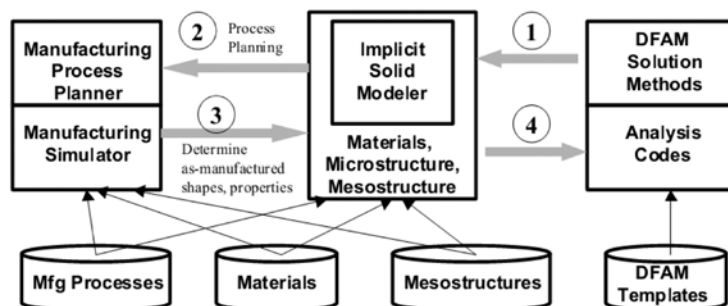 Manufacturing
Process
Planner
Manufacturing
Simulator
2
Process
Planning
3
Determine
as-manufactured
shapes, properties
Implicit
Solid
Modeler
Materials,
Microstructure,
Mesostructure
1
4
DFAM
Solution
Methods
Analysis
Codes
Mfg Processes
Materials
Mesostructures
DFAM
Templates